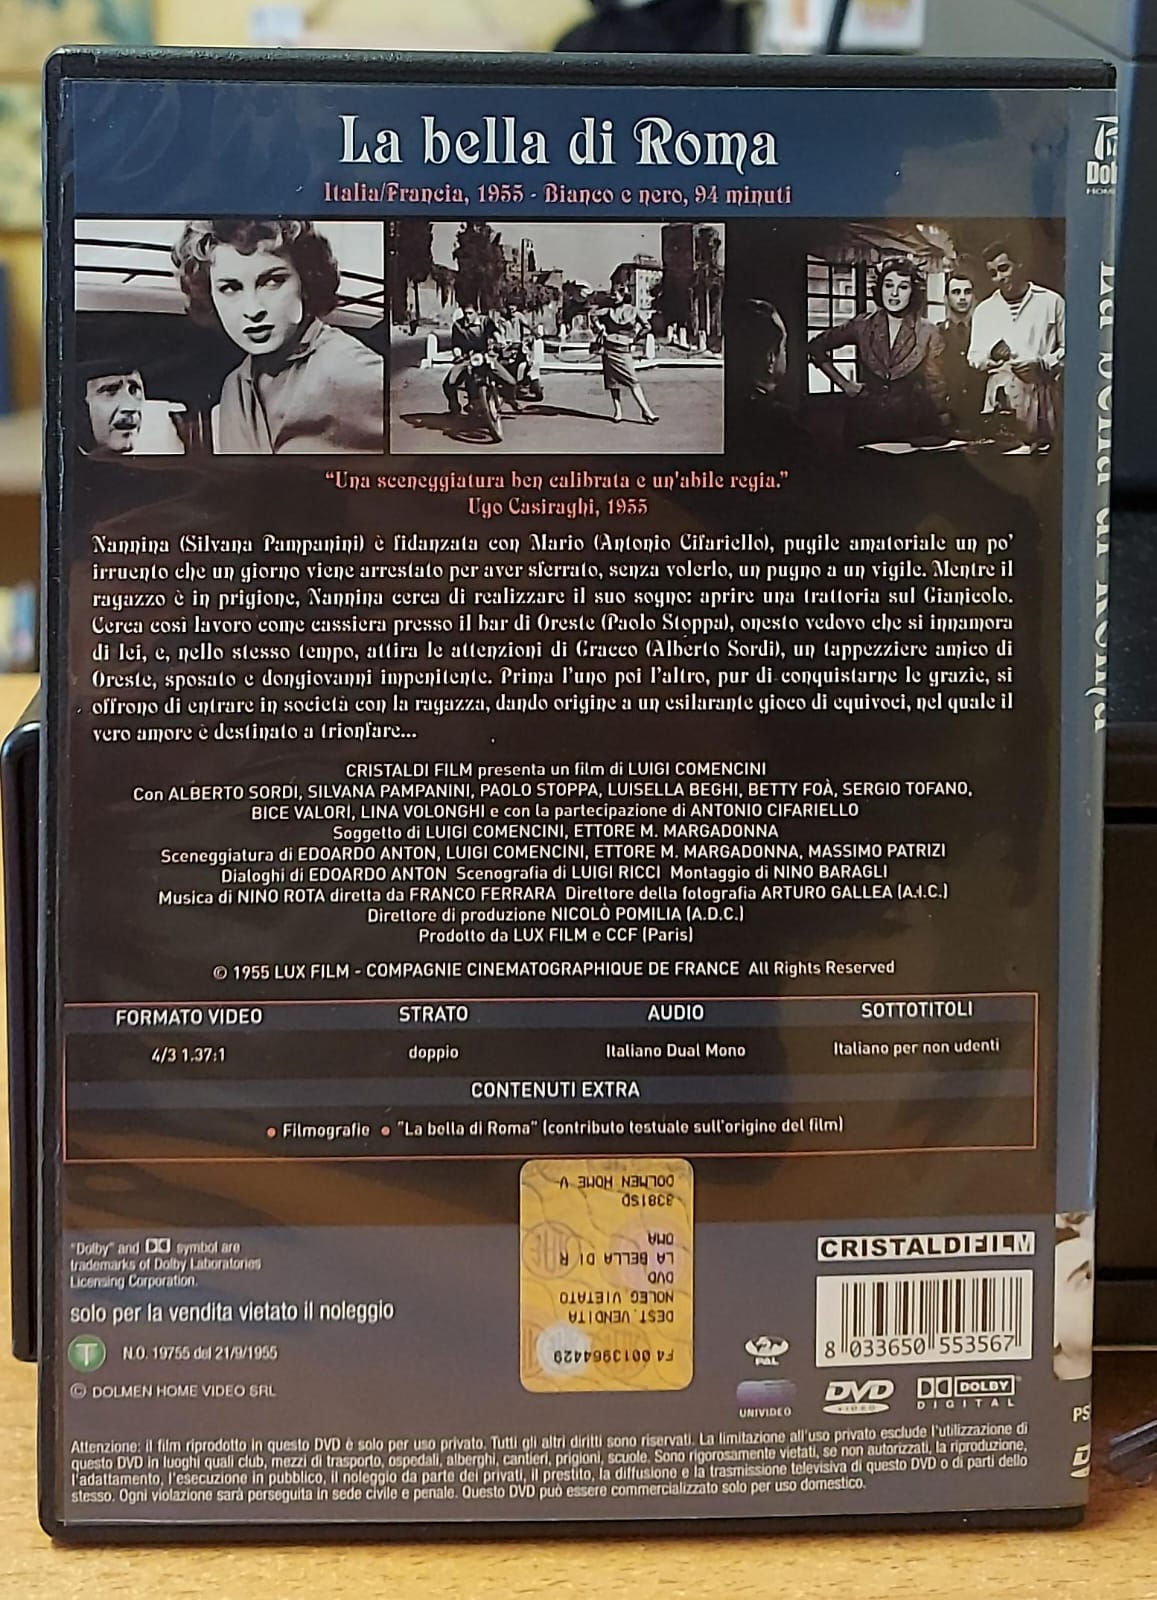 La bella di Roma
Italia/Francia, 1955 - Bianco e nero, 94 minuti
“Una sceneggiatura ben calibrata e un'abile regia.”
Ugo Casiraghi, 1955
Nannina (Silvana Pampanini) è fidanzata con Mario (Antonio Cifariello), pugile amatoriale un po’
irruento che un giorno viene arrestato per aver sferrato, senza volerlo, un pugno a un vigile. Mentre il
ragazzo è in prigione, Nannina cerca di realizzare il suo sogno: aprire una trattoria sul Gianicolo.
Cerca così lavoro come cassiera presso il bar di Oreste (Paolo Stoppa), onesto vedovo che si innamora
di lei, e, nello stesso tempo, attira le attenzioni di Gracco (Alberto Sordi), un tappezziere amico di
Oreste, sposato e dongiovanni impenitente. Prima l’uno poi l’altro, pur di conquistarne le grazie, si
offrono di entrare in società con la ragazza, dando origine a un esilarante gioco di equivoci, nel quale il
vero amore è destinato a trionfare...
CRISTALDI FILM presenta un film di LUIGI COMENCINI
Con ALBERTO SORDI, SILVANA PAMPANINI, PAOLO STOPPA, LUISELLA BEGHI, BETTY FOÀ, SERGIO TOFANO,
BICE VALORI, LINA VOLONGHI e con la partecipazione di ANTONIO CIFARIELLO
Soggetto di LUIGI COMENCINI, ETTORE M. MARGADONNA
Sceneggiatura di EDOARDO ANTON, LUIGI COMENCINI, ETTORE M. MARGADONNA, MASSIMO PATRIZI
Dialoghi di EDOARDO ANTON Scenografia di LUIGI RICCI Montaggio di NINO BARAGLI
Musica di NINO ROTA diretta da FRANCO FERRARA Direttore della fotografia ARTURO GALLEA (A.I.C.)
Direttore di produzione NICOLÒ POMILIA (A.D.C.)
Prodotto da LUX FILM e CCF (Paris)
© 1955 LUX FILM - COMPAGNIE CINEMATOGRAPHIQUE DE FRANCE All Rights Reserved
FORMATO VIDEO STRATO AUDIO SOTTOTITOLI
4/3 1.37:1 doppio Italiano Dual Mono Italiano per non udenti
CONTENUTI EXTRA
• Filmografie • "La bella di Roma" (contributo testuale sull'origine del film)
DOLMEN HOME V
8381SD
OMA
LA BELLA DI R
DVD
NOLEG VIETATO
DEST. VENDITA
F4 0013964429
"Dolby" and symbol are
trademarks of Dolby Laboratories
Licensing Corporation.
solo per la vendita vietato il noleggio
T N.O. 19755 del 21/9/1955
© DOLMEN HOME VIDEO SRL
CRISTALDIFILM
8 033650 553567
PAL
UNIVIDEO
DVD VIDEO
DOLBY DIGITAL
Attenzione: il film riprodotto in questo DVD è solo per uso privato. Tutti gli altri diritti sono riservati. La limitazione all'uso privato esclude l'utilizzazione di
questo DVD in luoghi quali club, mezzi di trasporto, ospedali, alberghi, cantieri, prigioni, scuole. Sono rigorosamente vietati, se non autorizzati, la riproduzione,
l'adattamento, l'esecuzione in pubblico, il noleggio da parte dei privati, il prestito, la diffusione e la trasmissione televisiva di questo DVD o di parti dello
stesso. Ogni violazione sarà perseguita in sede civile e penale. Questo DVD può essere commercializzato solo per uso domestico.
La bella di Roma